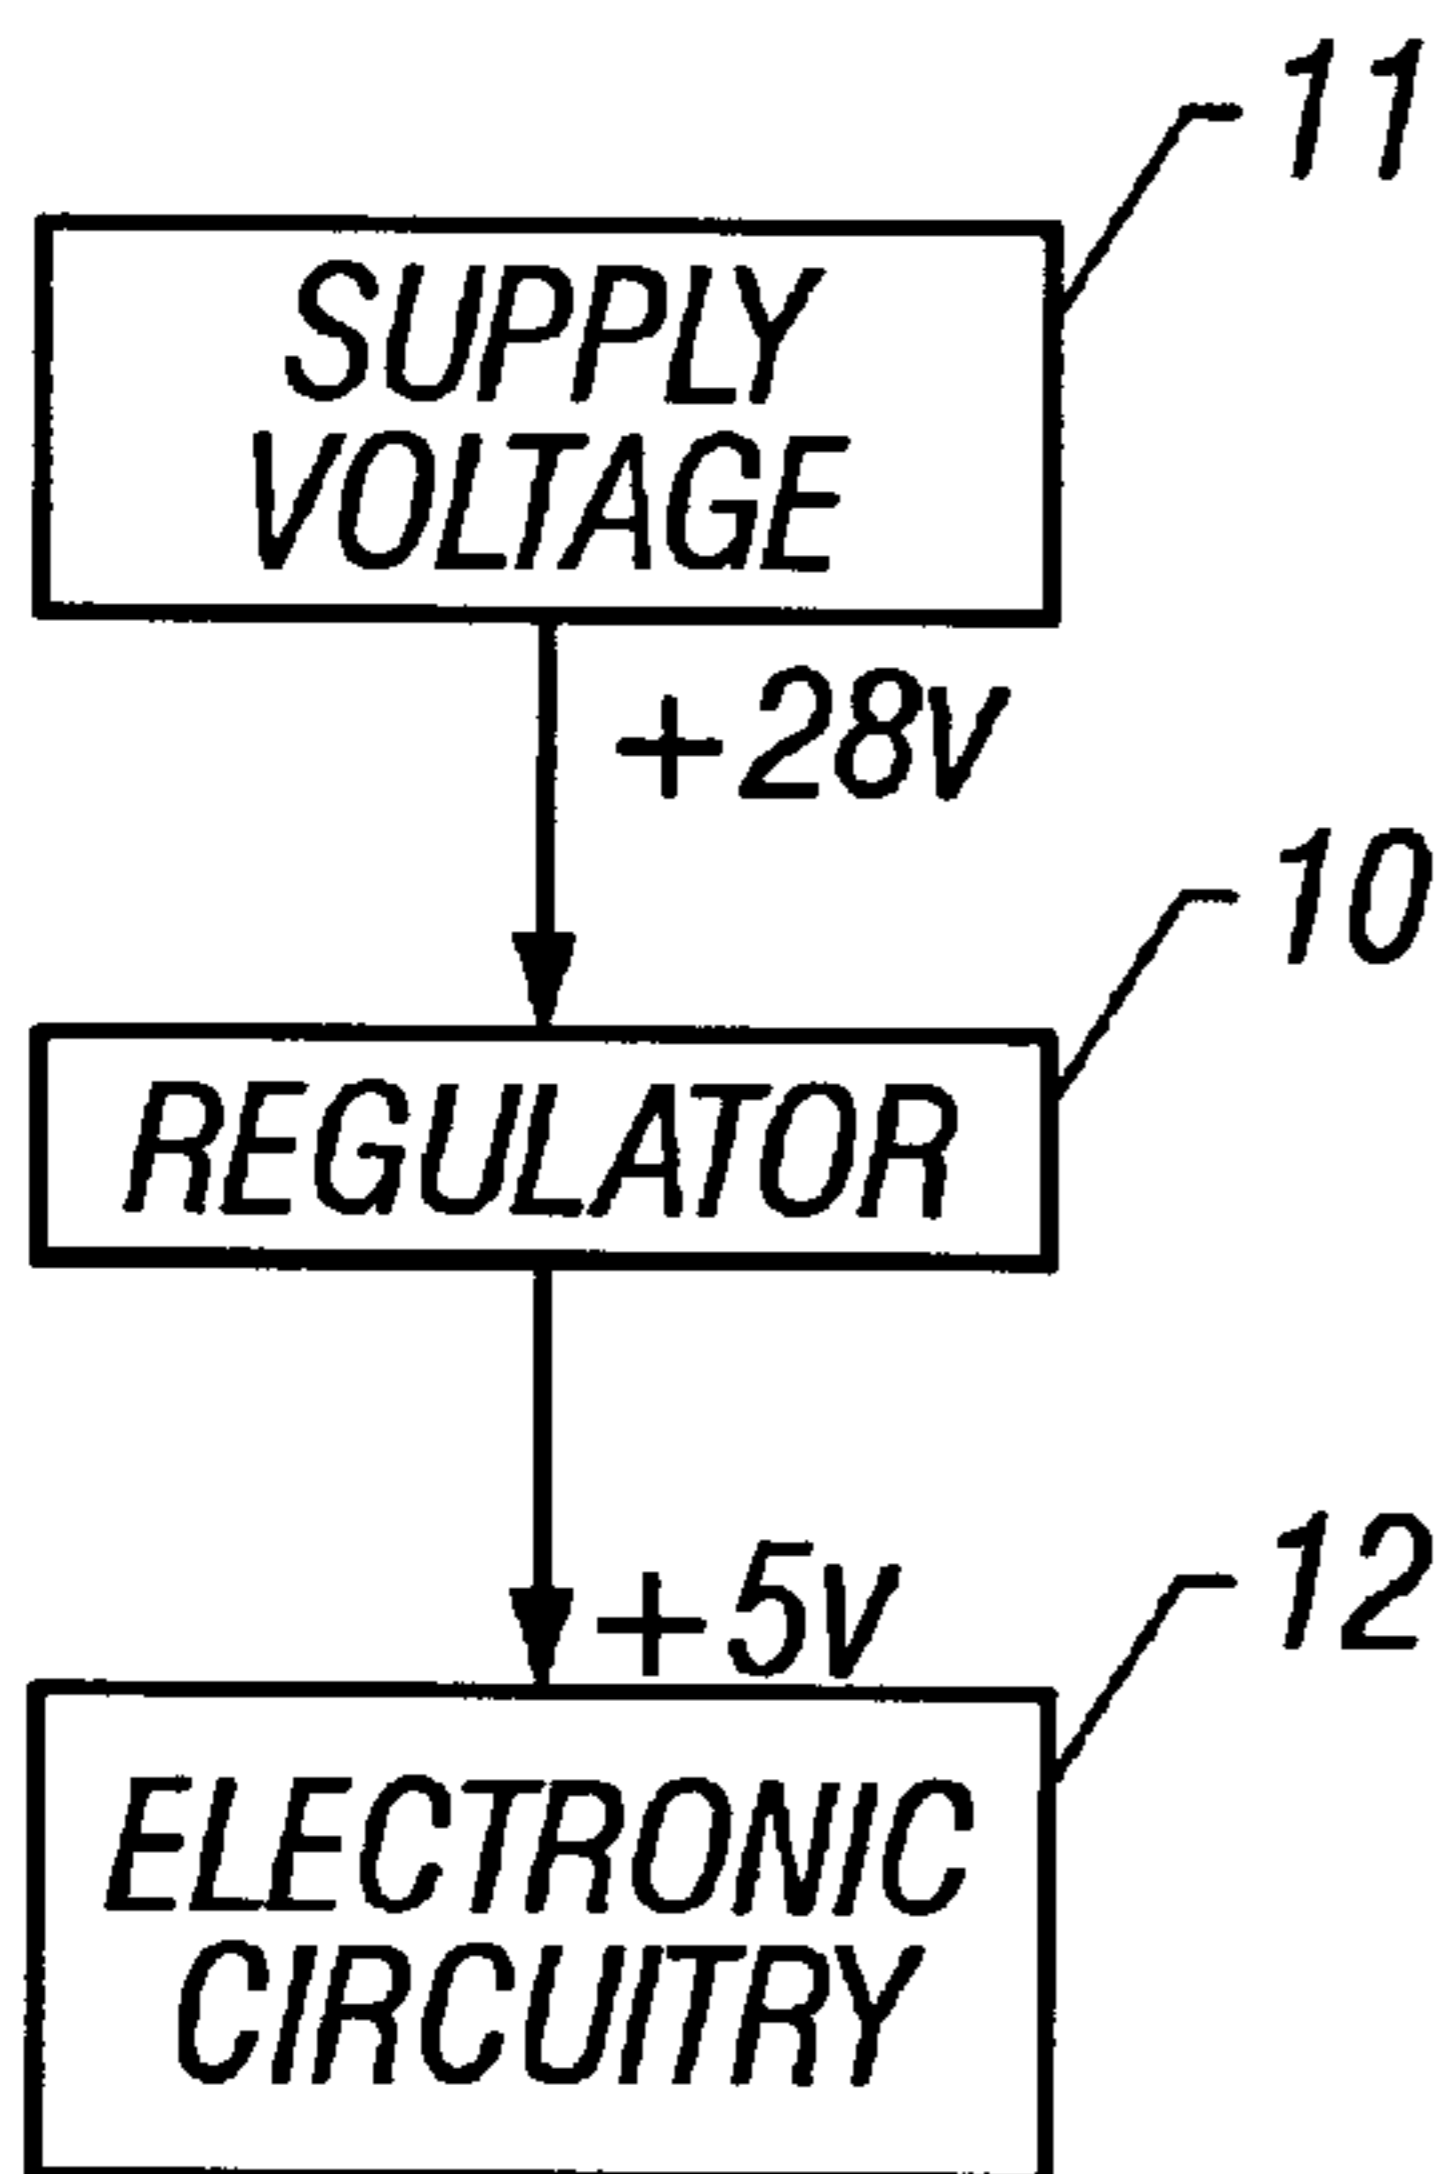 11
SUPPLY
VOLTAGE
+28v
10
REGULATOR
+5v
12
ELECTRONIC
CIRCUITRY